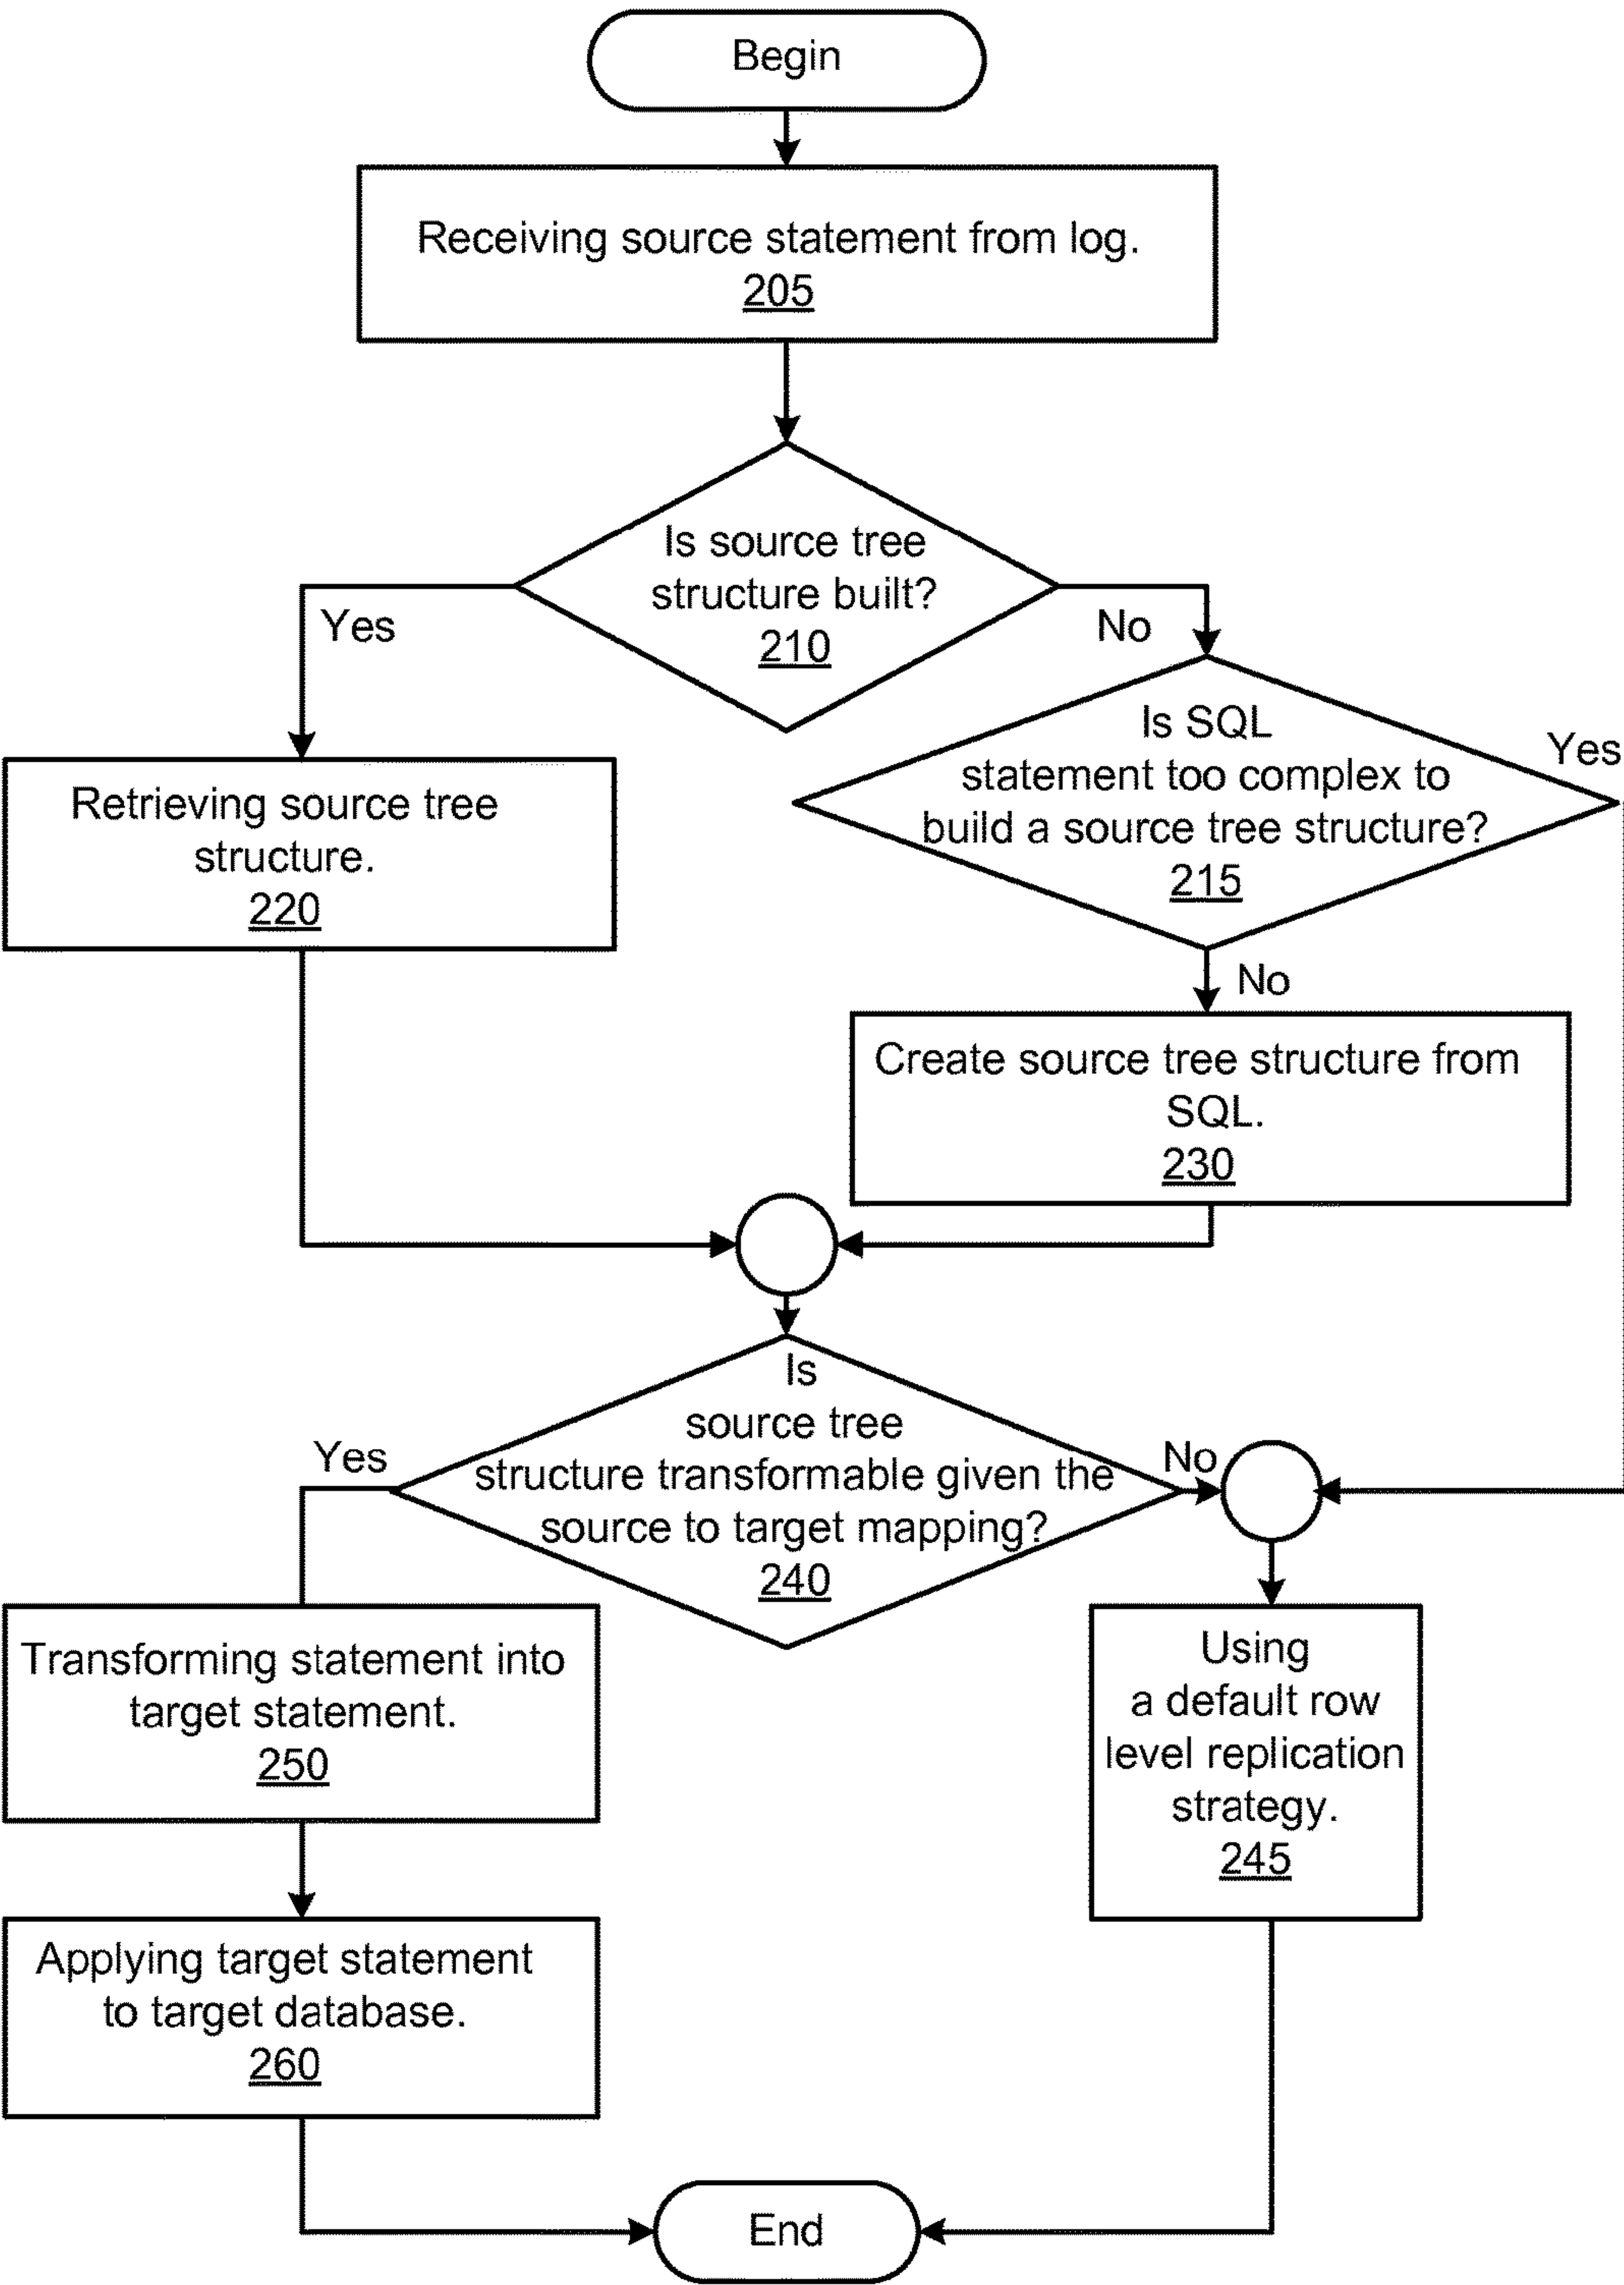 Begin
Receiving source statement from log.
205
Is source tree
structure built?
210
Yes
No
Is SQL
statement too complex to
build a source tree structure?
215
Yes
Retrieving source tree
structure.
220
No
Create source tree structure from
SQL.
230
Is
source tree
structure transformable given the
source to target mapping?
240
Yes
No
Transforming statement into
target statement.
250
Using
a default row
level replication
strategy.
245
Applying target statement
to target database.
260
End